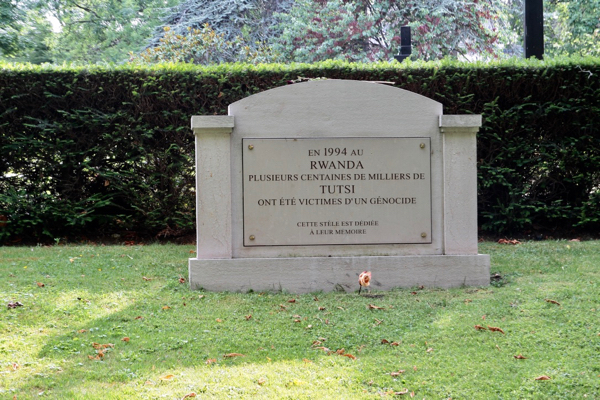 EN 1994 AU
RWANDA
PLUSIEURS CENTAINES DE MILLIERS DE
TUTSI
ONT ÉTÉ VICTIMES D'UN GÉNOCIDE
CETTE STÈLE EST DÉDIÉE
À LEUR MÉMOIRE